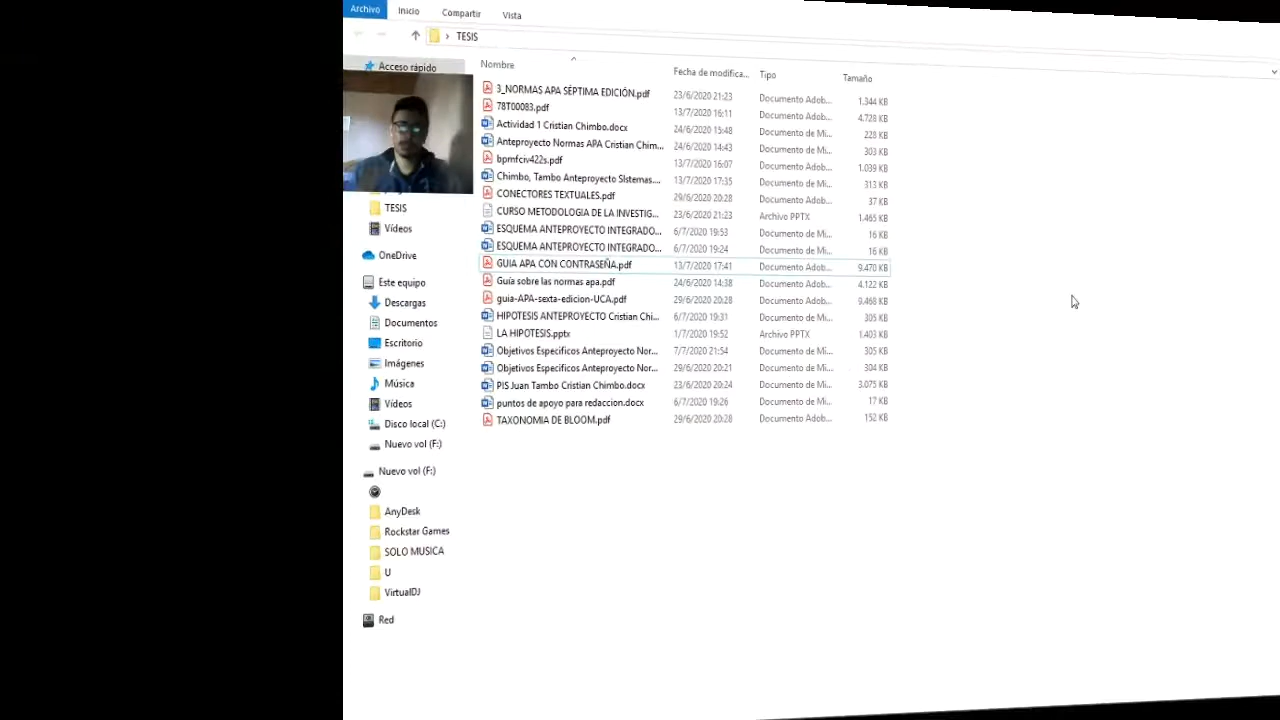 Archivo Inicio Compartir Vista
TESIS
Nombre Fecha de modifica... Tipo Tamaño
3_NORMAS APA SÉPTIMA EDICIÓN.pdf 23/6/2020 21:23 Documento Adob... 1.344 KB
78T00083.pdf 13/7/2020 16:11 Documento Adob... 4.728 KB
Actividad 1 Cristian Chimbo.docx 24/6/2020 15:48 Documento de Mi... 228 KB
Anteproyecto Normas APA Cristian Chim... 24/6/2020 14:43 Documento de Mi... 303 KB
bpmfciv422s.pdf 13/7/2020 16:07 Documento Adob... 1.039 KB
Chimbo, Tambo Anteproyecto SIstemas.... 13/7/2020 17:35 Documento de Mi... 313 KB
CONECTORES TEXTUALES.pdf 29/6/2020 20:28 Documento Adob... 37 KB
CURSO METODOLOGIA DE LA INVESTIG... 23/6/2020 21:23 Archivo PPTX 1.465 KB
ESQUEMA ANTEPROYECTO INTEGRADO... 6/7/2020 19:53 Documento de Mi... 16 KB
ESQUEMA ANTEPROYECTO INTEGRADO... 6/7/2020 19:24 Documento de Mi... 16 KB
GUIA APA CON CONTRASEÑA.pdf 13/7/2020 17:41 Documento Adob... 9.470 KB
Guía sobre las normas apa.pdf 24/6/2020 14:38 Documento Adob... 4.122 KB
guia-APA-sexta-edicion-UCA.pdf 29/6/2020 20:28 Documento Adob... 9.468 KB
HIPOTESIS ANTEPROYECTO Cristian Chi... 6/7/2020 19:31 Documento de Mi... 305 KB
LA HIPOTESIS.pptx 1/7/2020 19:52 Archivo PPTX 1.403 KB
Objetivos Especificos Anteproyecto Nor... 7/7/2020 21:54 Documento de Mi... 305 KB
Objetivos Especificos Anteproyecto Nor... 29/6/2020 20:21 Documento de Mi... 304 KB
PIS Juan Tambo Cristian Chimbo.docx 23/6/2020 20:24 Documento de Mi... 3.075 KB
puntos de apoyo para redaccion.docx 6/7/2020 19:26 Documento de Mi... 17 KB
TAXONOMIA DE BLOOM.pdf 29/6/2020 20:28 Documento Adob... 152 KB
Acceso rápido
TESIS
Vídeos
OneDrive
Este equipo
Descargas
Documentos
Escritorio
Imágenes
Música
Vídeos
Disco local (C:)
Nuevo vol (F:)
Nuevo vol (F:)
AnyDesk
Rockstar Games
SOLO MUSICA
U
VirtualDJ
Red